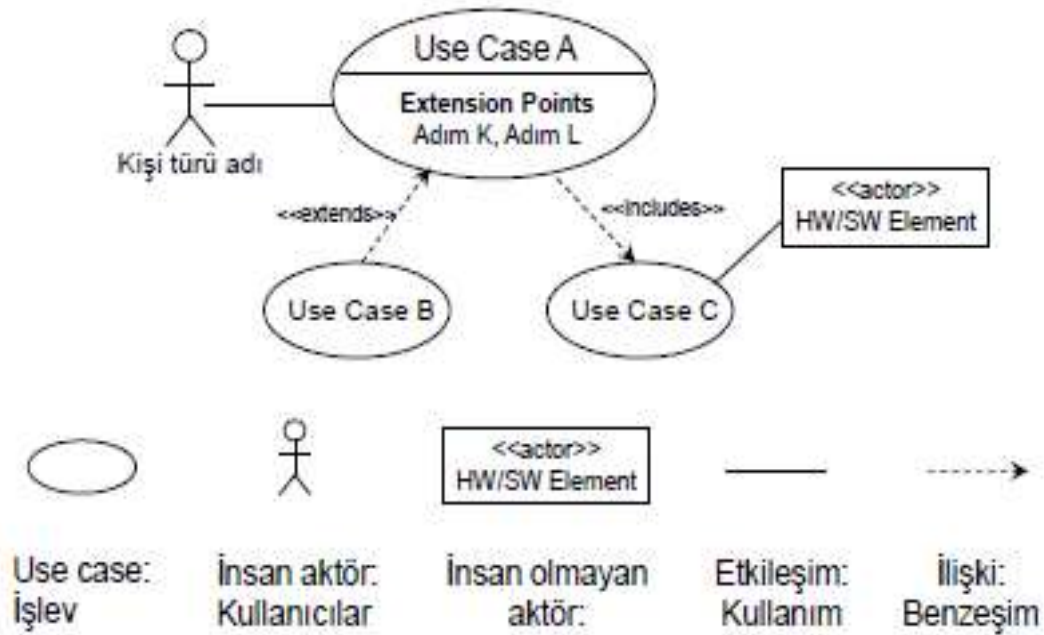 Use Case A
Extension Points
Adım K, Adım L
Kişi türü adı
<<actor>>
HW/SW Element
<<extends>>
<<includes>>
Use Case B
Use Case C
<<actor>>
HW/SW Element
Use case:
İşlev
İnsan aktör:
Kullanıcılar
İnsan olmayan
aktör:
Etkileşim:
Kullanım
İlişki:
Benzeşim